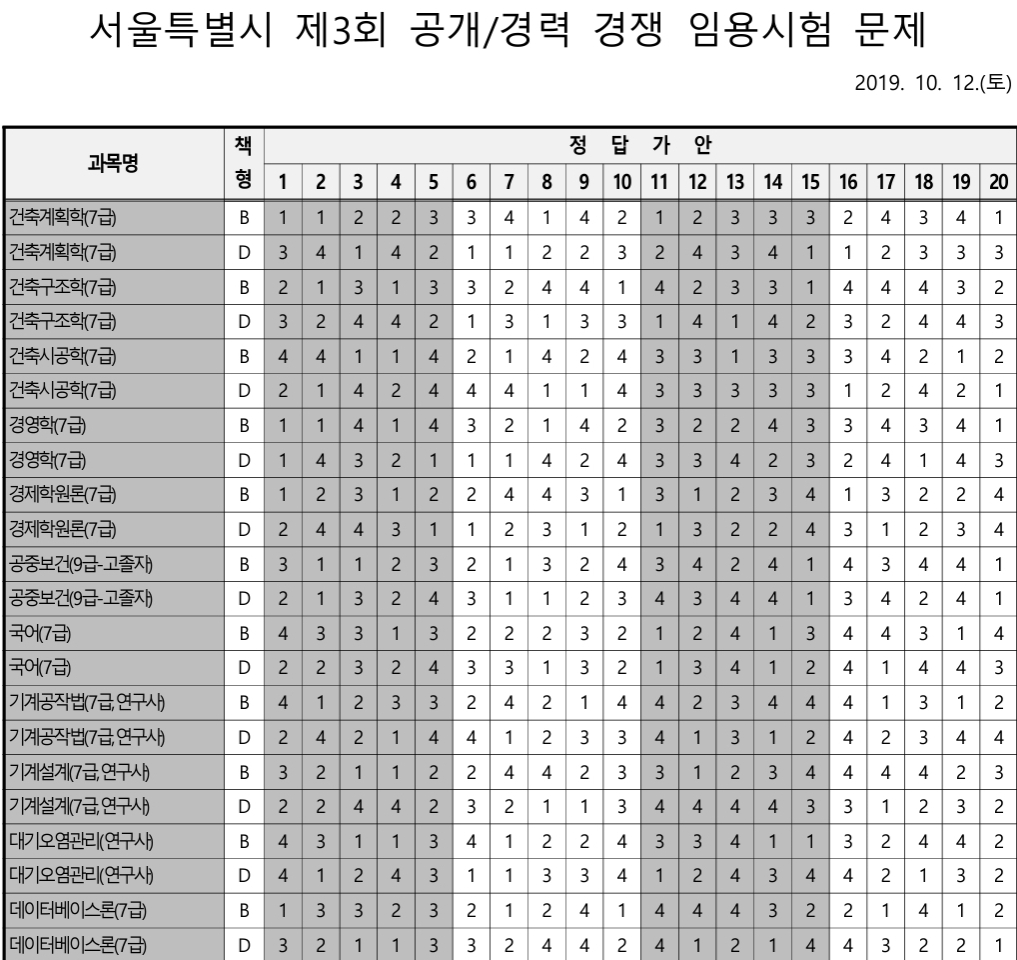 서울특별시 제3회 공개/경력 경쟁 임용시험 문제
2019. 10. 12.(토)
과목명 책형 정 답 가 안
1 2 3 4 5 6 7 8 9 10 11 12 13 14 15 16 17 18 19 20
건축계획학(7급) B 1 1 2 2 3 3 4 1 4 2 1 2 3 3 3 2 4 3 4 1
건축계획학(7급) D 3 4 1 4 2 1 1 2 2 3 2 4 3 4 1 1 2 3 3 3
건축구조학(7급) B 2 1 3 1 3 3 2 4 4 1 4 2 3 3 1 4 4 4 3 2
건축구조학(7급) D 3 2 4 4 2 1 3 1 3 3 1 4 1 4 2 3 2 4 4 3
건축시공학(7급) B 4 4 1 1 4 2 1 4 2 4 3 3 1 3 3 3 4 2 1 2
건축시공학(7급) D 2 1 4 2 4 4 4 1 1 4 3 3 3 3 3 1 2 4 2 1
경영학(7급) B 1 1 4 1 4 3 2 1 4 2 3 2 2 4 3 3 4 3 4 1
경영학(7급) D 1 4 3 2 1 1 1 4 2 4 3 3 4 2 3 2 4 1 4 3
경제학원론(7급) B 1 2 3 1 2 2 4 4 3 1 3 1 2 3 4 1 3 2 2 4
경제학원론(7급) D 2 4 4 3 1 1 2 3 1 2 1 3 2 2 4 3 1 2 3 4
공중보건(9급-고졸자) B 3 1 1 2 3 2 1 3 2 4 3 4 2 4 1 4 3 4 4 1
공중보건(9급-고졸자) D 2 1 3 2 4 3 1 1 2 3 4 3 4 4 1 3 4 2 4 1
국어(7급) B 4 3 3 1 3 2 2 2 3 2 1 2 4 1 3 4 4 3 1 4
국어(7급) D 2 2 3 2 4 3 3 1 3 2 1 3 4 1 2 4 1 4 4 3
기계공작법(7급,연구사) B 4 1 2 3 3 2 4 2 1 4 4 2 3 4 4 4 1 3 1 2
기계공작법(7급,연구사) D 2 4 2 1 4 4 1 2 3 3 4 1 3 1 2 4 2 3 4 4
기계설계(7급,연구사) B 3 2 1 1 2 2 4 4 2 3 3 1 2 3 4 4 4 4 2 3
기계설계(7급,연구사) D 2 2 4 4 2 3 2 1 1 3 4 4 4 4 3 3 1 2 3 2
대기오염관리(연구사) B 4 3 1 1 3 4 1 2 2 4 3 3 4 1 1 3 2 4 4 2
대기오염관리(연구사) D 4 1 2 4 3 1 1 3 3 4 1 2 4 3 4 4 2 1 3 2
데이터베이스론(7급) B 1 3 3 2 3 2 1 2 4 1 4 4 4 3 2 2 1 4 1 2
데이터베이스론(7급) D 3 2 1 1 3 3 2 4 4 2 4 1 2 1 4 4 3 2 2 1